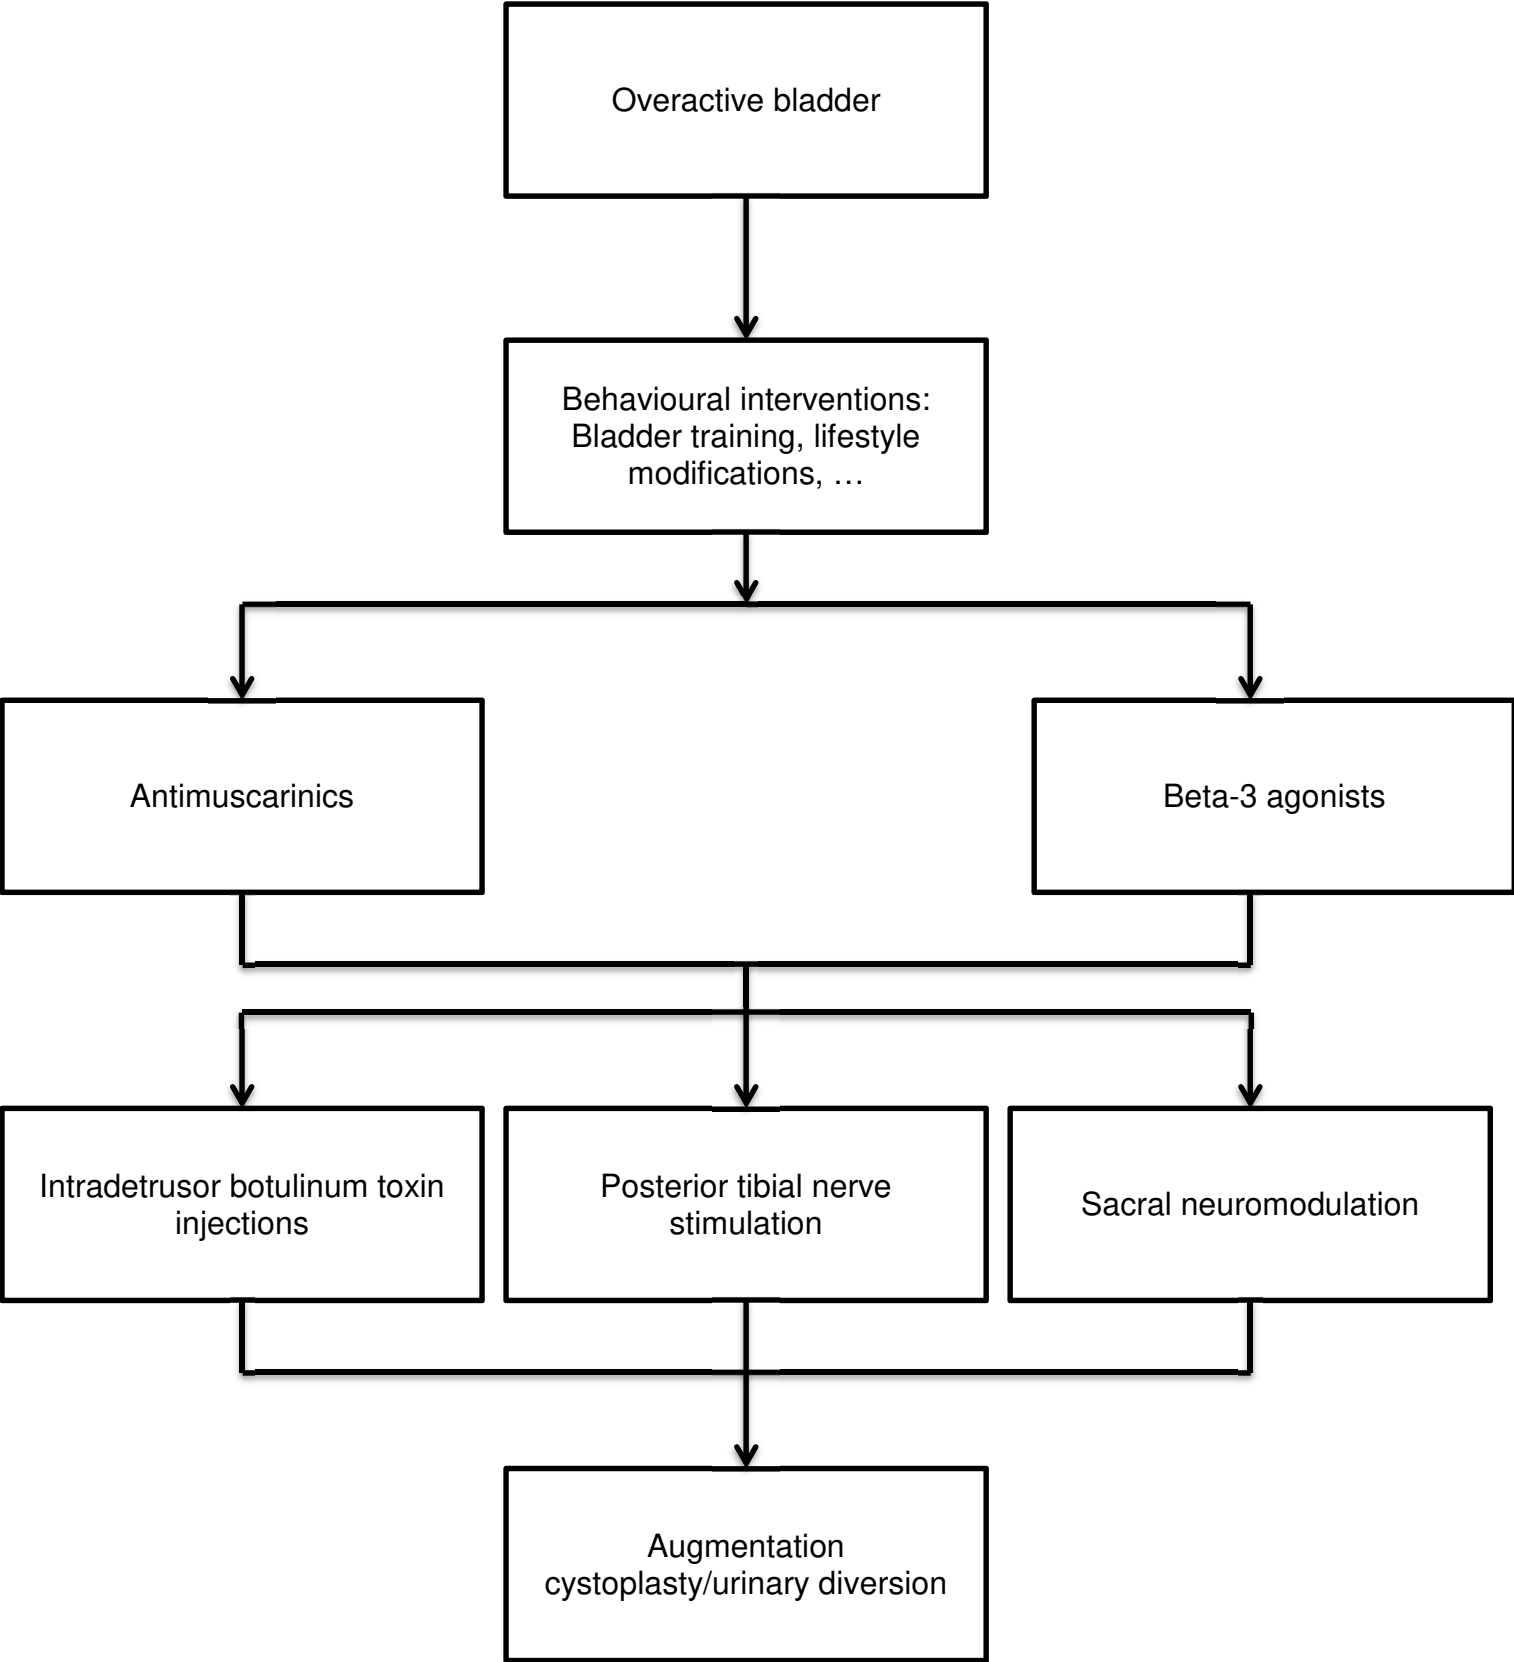 Overactive bladder
Behavioural interventions:
Bladder training, lifestyle
modifications, …
Antimuscarinics
Beta-3 agonists
Intradetrusor botulinum toxin
injections
Posterior tibial nerve
stimulation
Sacral neuromodulation
Augmentation
cystoplasty/urinary diversion